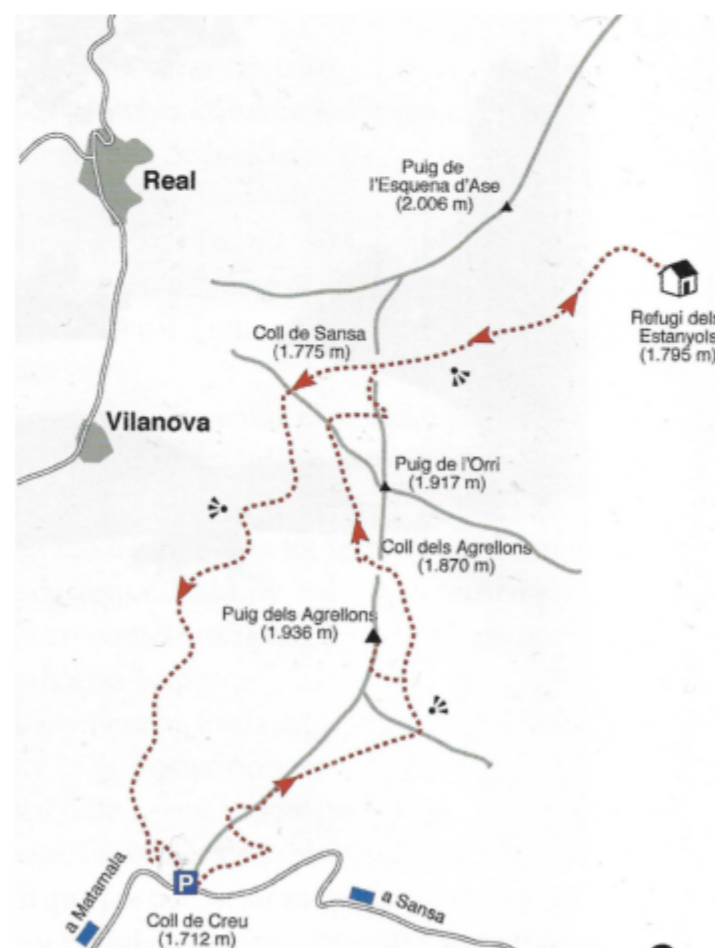 Puig de
l'Esquena d'Ase
(2.006 m)
Real
Refugi dels
Estanyols
(1.795 m)
Coll de Sansa
(1.775 m)
Vilanova
Puig de l'Orri
(1.917 m)
Coll dels Agrellons
(1.870 m)
Puig dels Agrellons
(1.936 m)
a Matamala
P
a Sansa
Coll de Creu
(1.712 m)